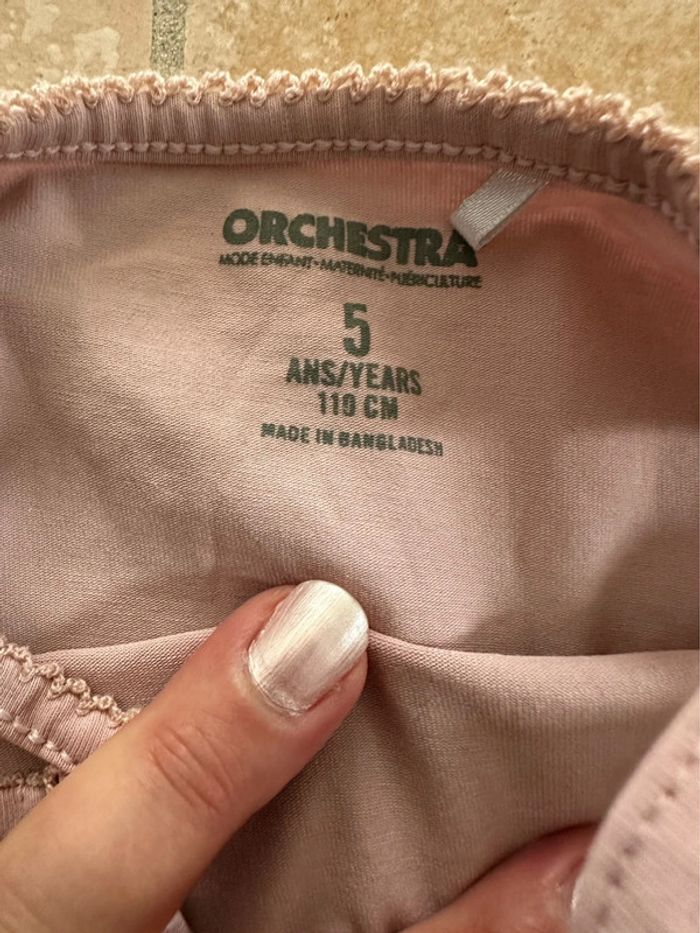 ORCHESTRA
MODE ENFANT-MATERNITÉ-PUÉRICULTURE
5
ANS/YEARS
110 CM
MADE IN BANGLADESH